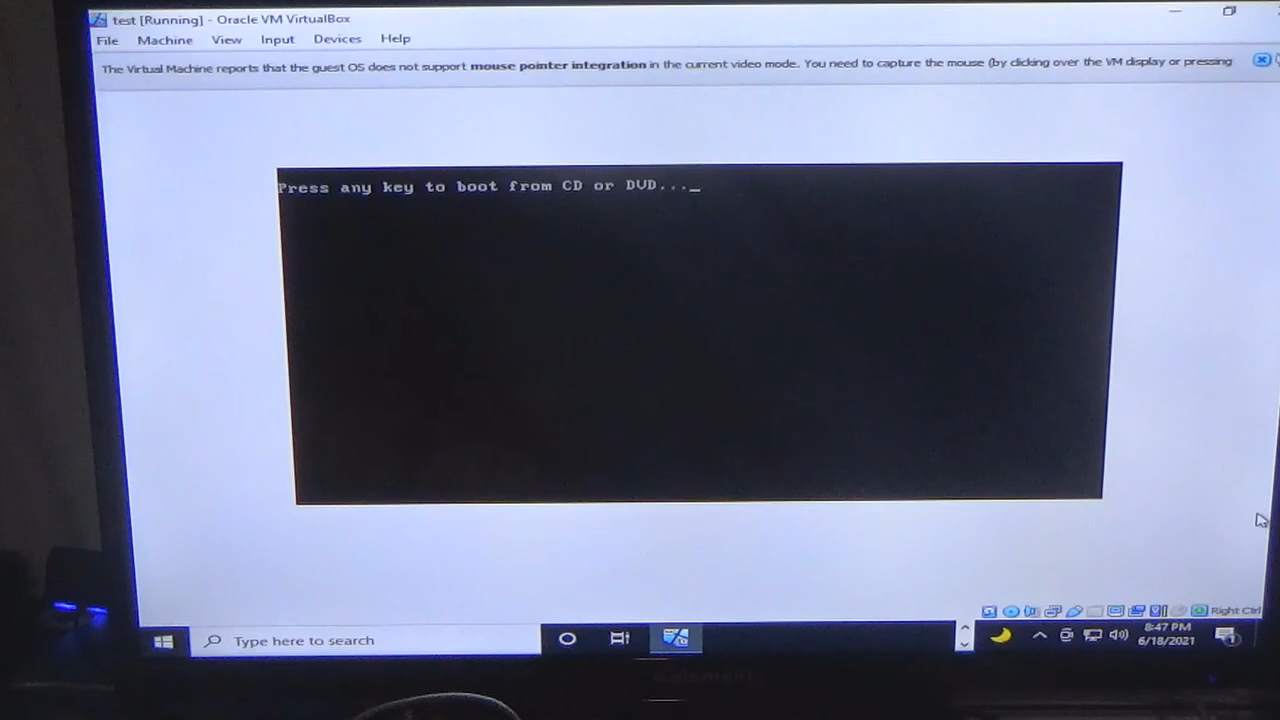 test [Running] - Oracle VM VirtualBox
File Machine View Input Devices Help
The Virtual Machine reports that the guest OS does not support mouse pointer integration in the current video mode. You need to capture the mouse (by clicking over the VM display or pressing
Press any key to boot from CD or DVD..._
Right Ctrl
Type here to search
8:47 PM
6/18/2021
1